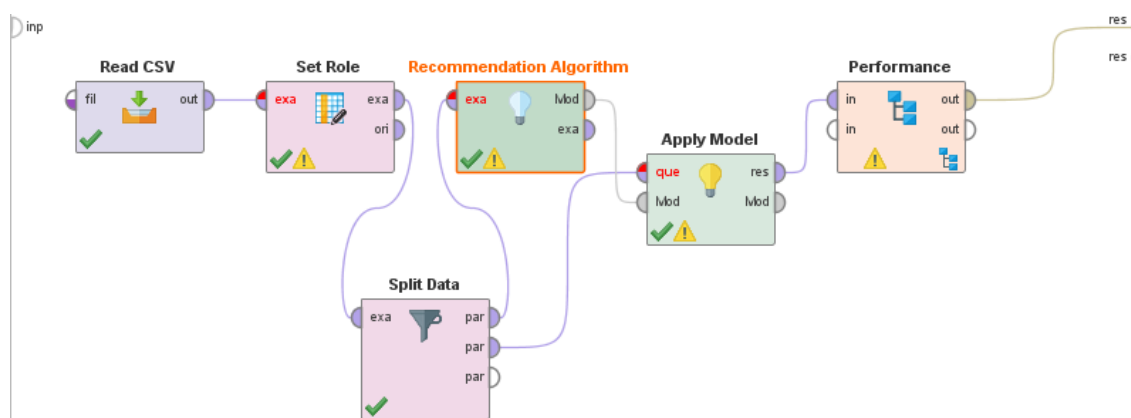 inp
res
res
Read CSV
fil
out
Set Role
exa
exa
ori
Recommendation Algorithm
exa
Mod
exa
Apply Model
que
res
Mod
Mod
Performance
in
out
in
out
Split Data
exa
par
par
par